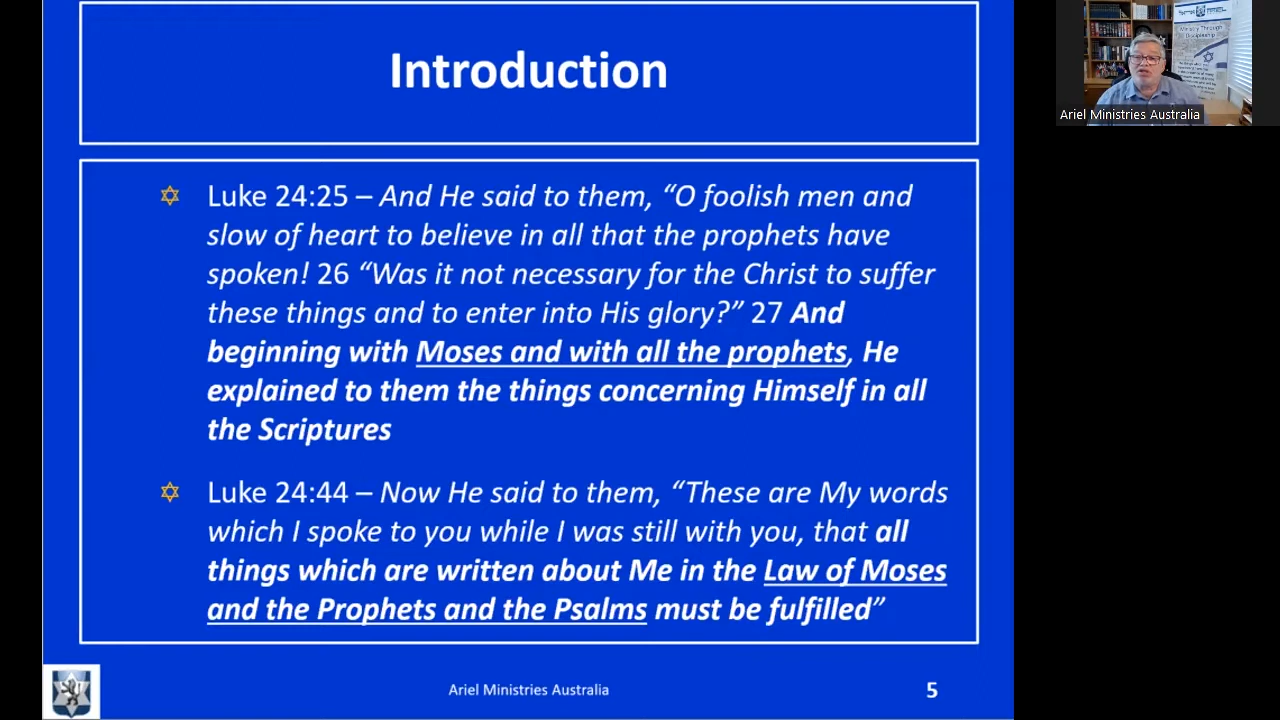 Introduction
Luke 24:25 – And He said to them, “O foolish men and
slow of heart to believe in all that the prophets have
spoken! 26 “Was it not necessary for the Christ to suffer
these things and to enter into His glory?” 27 And
beginning with Moses and with all the prophets, He
explained to them the things concerning Himself in all
the Scriptures
Luke 24:44 – Now He said to them, “These are My words
which I spoke to you while I was still with you, that all
things which are written about Me in the Law of Moses
and the Prophets and the Psalms must be fulfilled”
Ariel Ministries Australia
5
Ministry Through
Discipleship
Ariel Ministries Australia